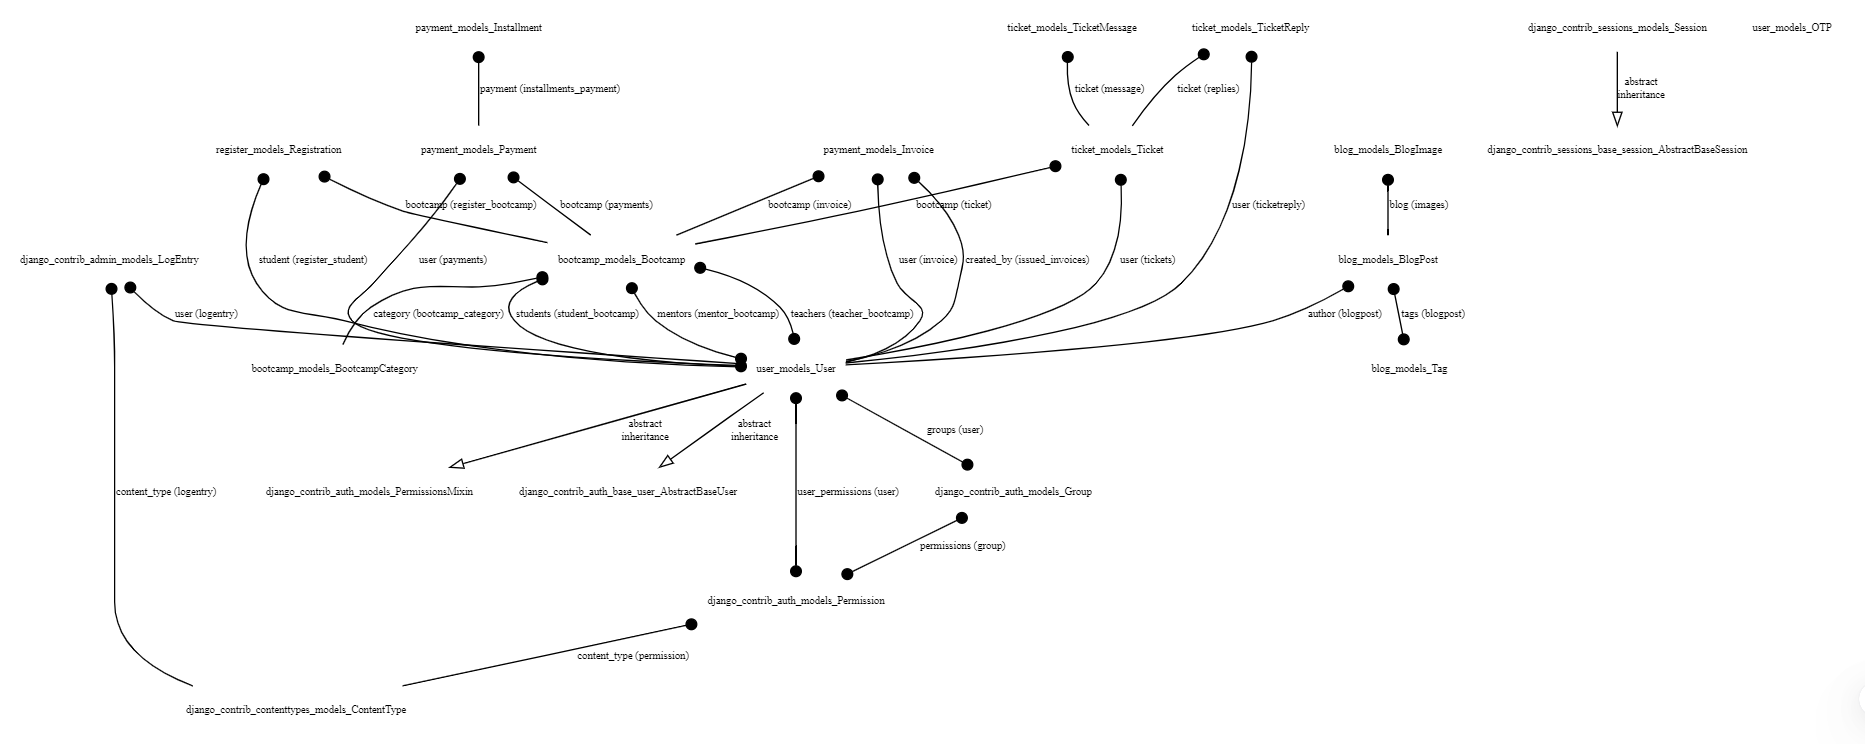 payment_models_Installment
ticket_models_TicketMessage
ticket_models_TicketReply
django_contrib_sessions_models_Session
user_models_OTP
payment (installments_payment)
ticket (message)
ticket (replies)
abstract
inheritance
register_models_Registration
payment_models_Payment
payment_models_Invoice
ticket_models_Ticket
blog_models_BlogImage
django_contrib_sessions_base_session_AbstractBaseSession
bootcamp (register_bootcamp)
bootcamp (payments)
bootcamp (invoice)
bootcamp (ticket)
user (ticketreply)
blog (images)
django_contrib_admin_models_LogEntry
student (register_student)
user (payments)
bootcamp_models_Bootcamp
user (invoice)
created_by (issued_invoices)
user (tickets)
blog_models_BlogPost
user (logentry)
category (bootcamp_category)
students (student_bootcamp)
mentors (mentor_bootcamp)
teachers (teacher_bootcamp)
author (blogpost)
tags (blogpost)
bootcamp_models_BootcampCategory
user_models_User
blog_models_Tag
abstract
inheritance
abstract
inheritance
groups (user)
content_type (logentry)
django_contrib_auth_models_PermissionsMixin
django_contrib_auth_base_user_AbstractBaseUser
user_permissions (user)
django_contrib_auth_models_Group
permissions (group)
django_contrib_auth_models_Permission
content_type (permission)
django_contrib_contenttypes_models_ContentType